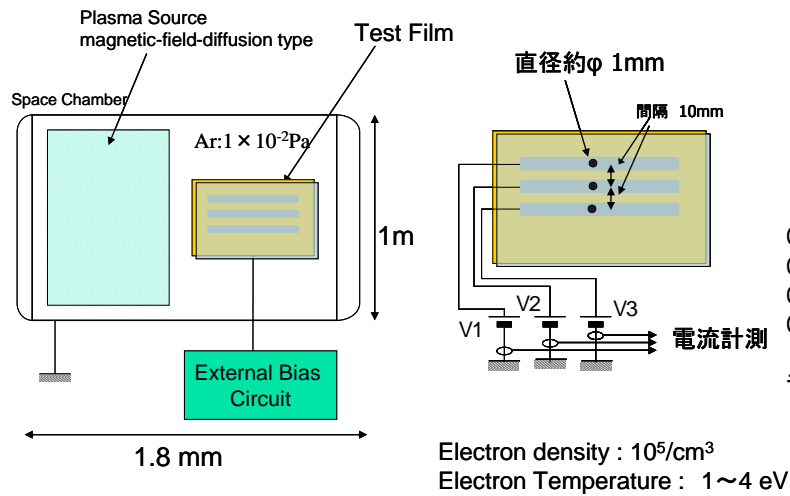 Plasma Source
magnetic-field-diffusion type
Test Film
Space Chamber
Ar:1×10-2Pa
1m
External Bias
Circuit
1.8 mm
直径約φ 1mm
間隔 10mm
V1
V2
V3
電流計測
Electron density : 10⁵/cm³
Electron Temperature : 1~4 eV